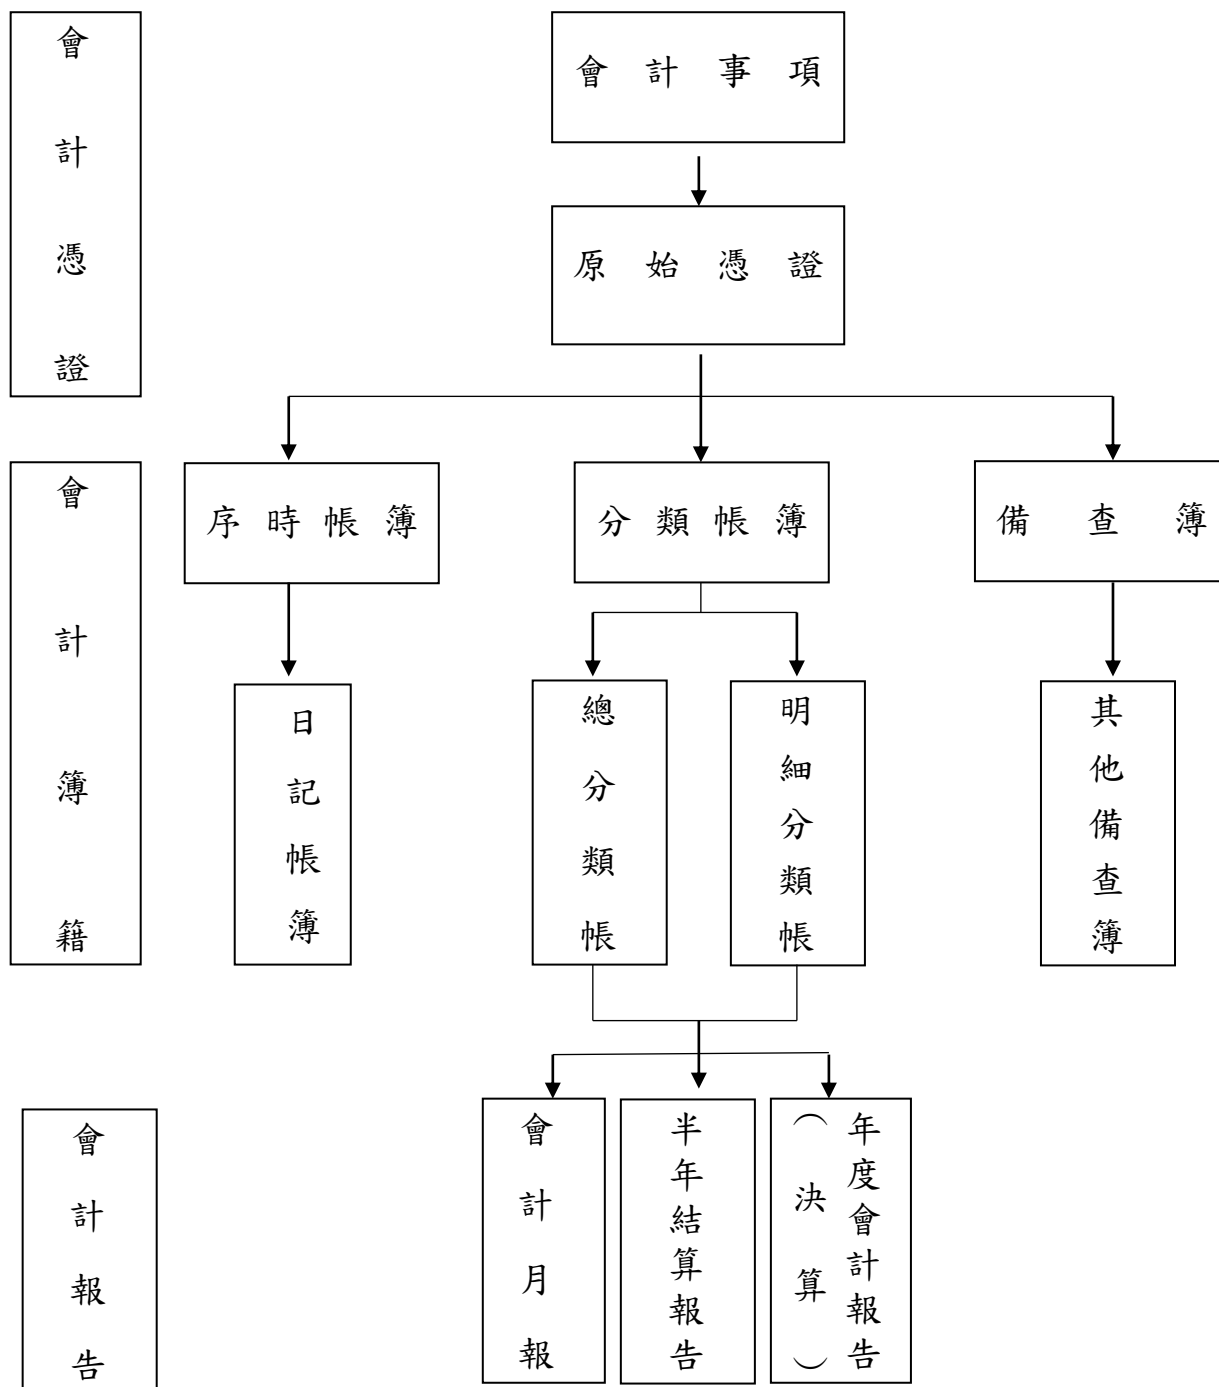 會計憑證
會計事項
原始憑證
會計簿籍
序時帳簿
分類帳簿
備查簿
日記帳簿
總分類帳
明細分類帳
其他備查簿
會計報告
會計月報
半年結算報告
年度會計報告
（決算）